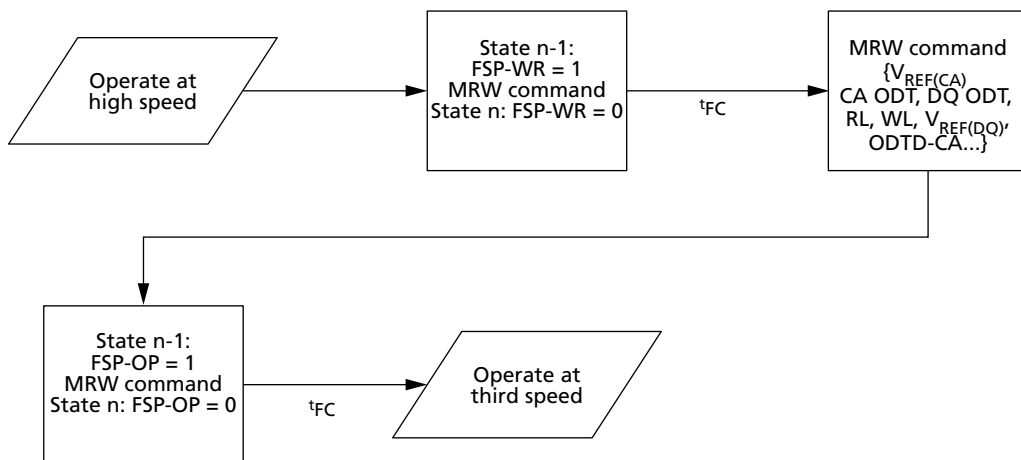 Operate at
high speed
State n-1:
FSP-WR = 1
MRW command
State n: FSP-WR = 0
tFC
MRW command
{VREF(CA)
CA ODT, DQ ODT,
RL, WL, VREF(DQ),
ODTD-CA...}
State n-1:
FSP-OP = 1
MRW command
State n: FSP-OP = 0
tFC
Operate at
third speed